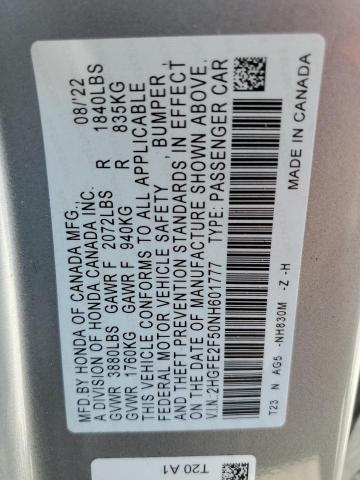 MFD.BY HONDA OF CANADA MFG., 08/'22
A DIVISION OF HONDA CANADA INC.
GVWR 3880LBS GAWR F 2072LBS R 1840LBS
GVWR 1760KG GAWR F 940KG R 835KG
THIS VEHICLE CONFORMS TO ALL APPLICABLE
FEDERAL MOTOR VEHICLE SAFETY, BUMPER,
AND THEFT PREVENTION STANDARDS IN EFFECT
ON THE DATE OF MANUFACTURE SHOWN ABOVE.
V.I.N: 2HGFE2F50NH601777 TYPE: PASSENGER CAR
MADE IN CANADA
T23 N AG5 -NH830M -Z -H
T20 A1